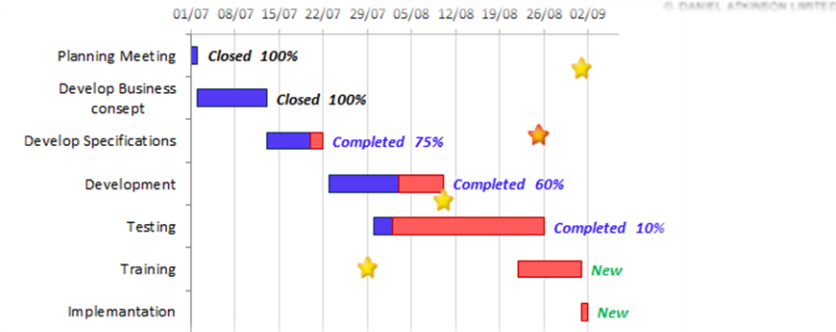 © DANIEL ATKINSON LIMITED
01/07 08/07 15/07 22/07 29/07 05/08 12/08 19/08 26/08 02/09
Planning Meeting Closed 100%
Develop Business
consept Closed 100%
Develop Specifications Completed 75%
Development Completed 60%
Testing Completed 10%
Training New
Implemantation New